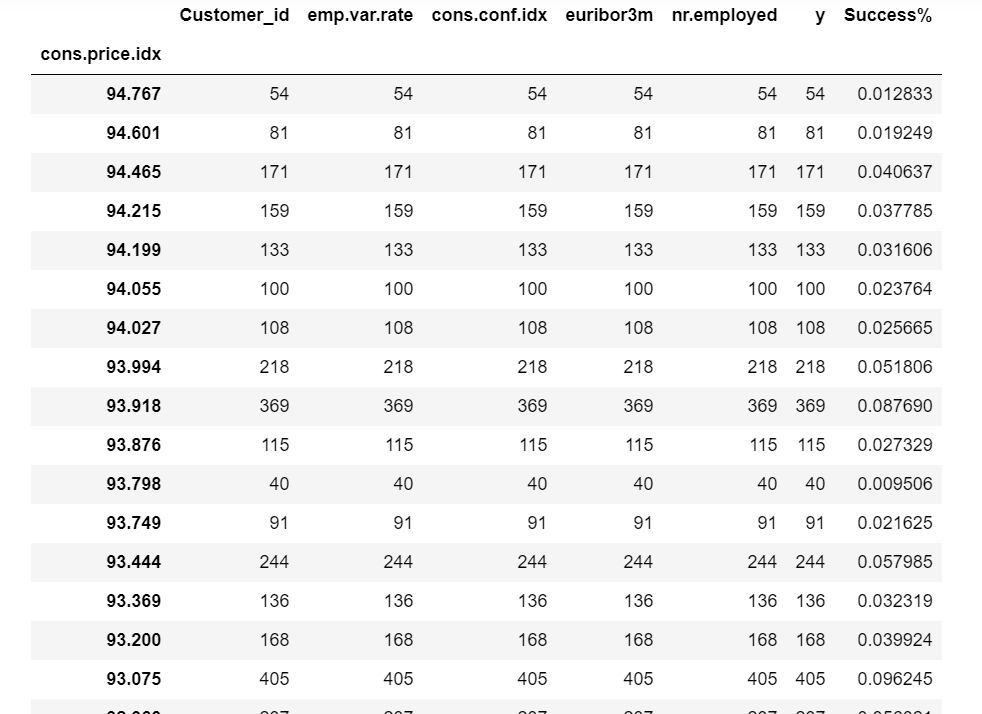 Customer_id emp.var.rate cons.conf.idx euribor3m nr.employed y Success%
cons.price.idx
94.767 54 54 54 54 54 54 0.012833
94.601 81 81 81 81 81 81 0.019249
94.465 171 171 171 171 171 171 0.040637
94.215 159 159 159 159 159 159 0.037785
94.199 133 133 133 133 133 133 0.031606
94.055 100 100 100 100 100 100 0.023764
94.027 108 108 108 108 108 108 0.025665
93.994 218 218 218 218 218 218 0.051806
93.918 369 369 369 369 369 369 0.087690
93.876 115 115 115 115 115 115 0.027329
93.798 40 40 40 40 40 40 0.009506
93.749 91 91 91 91 91 91 0.021625
93.444 244 244 244 244 244 244 0.057985
93.369 136 136 136 136 136 136 0.032319
93.200 168 168 168 168 168 168 0.039924
93.075 405 405 405 405 405 405 0.096245